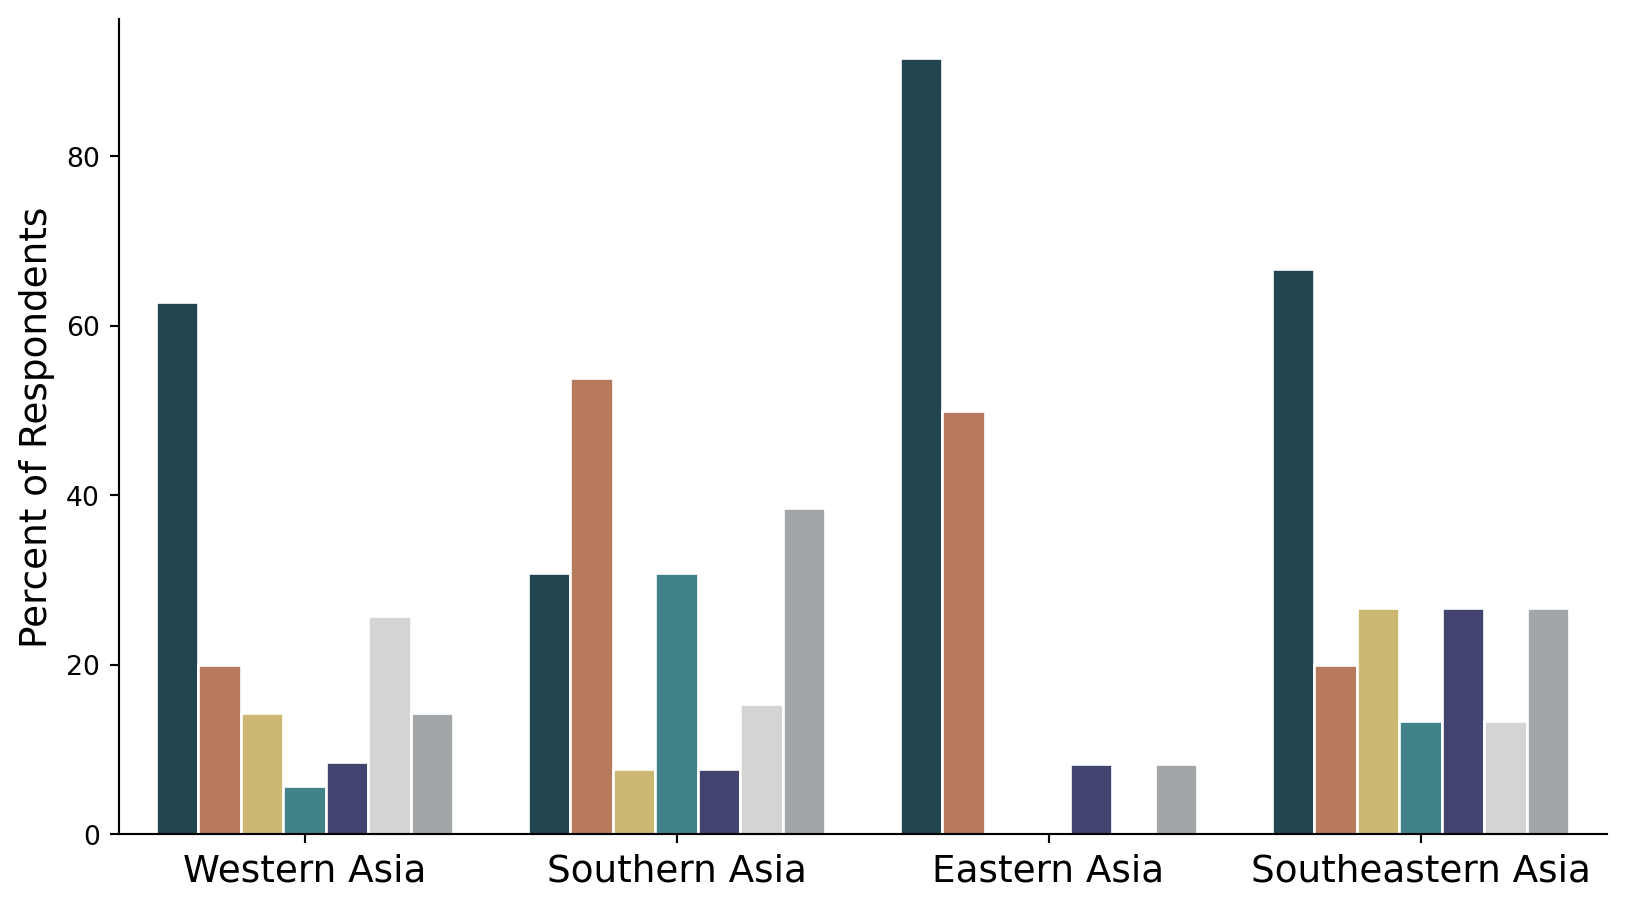 Percent of Respondents
80
60
40
20
0
Western Asia
Southern Asia
Eastern Asia
Southeastern Asia